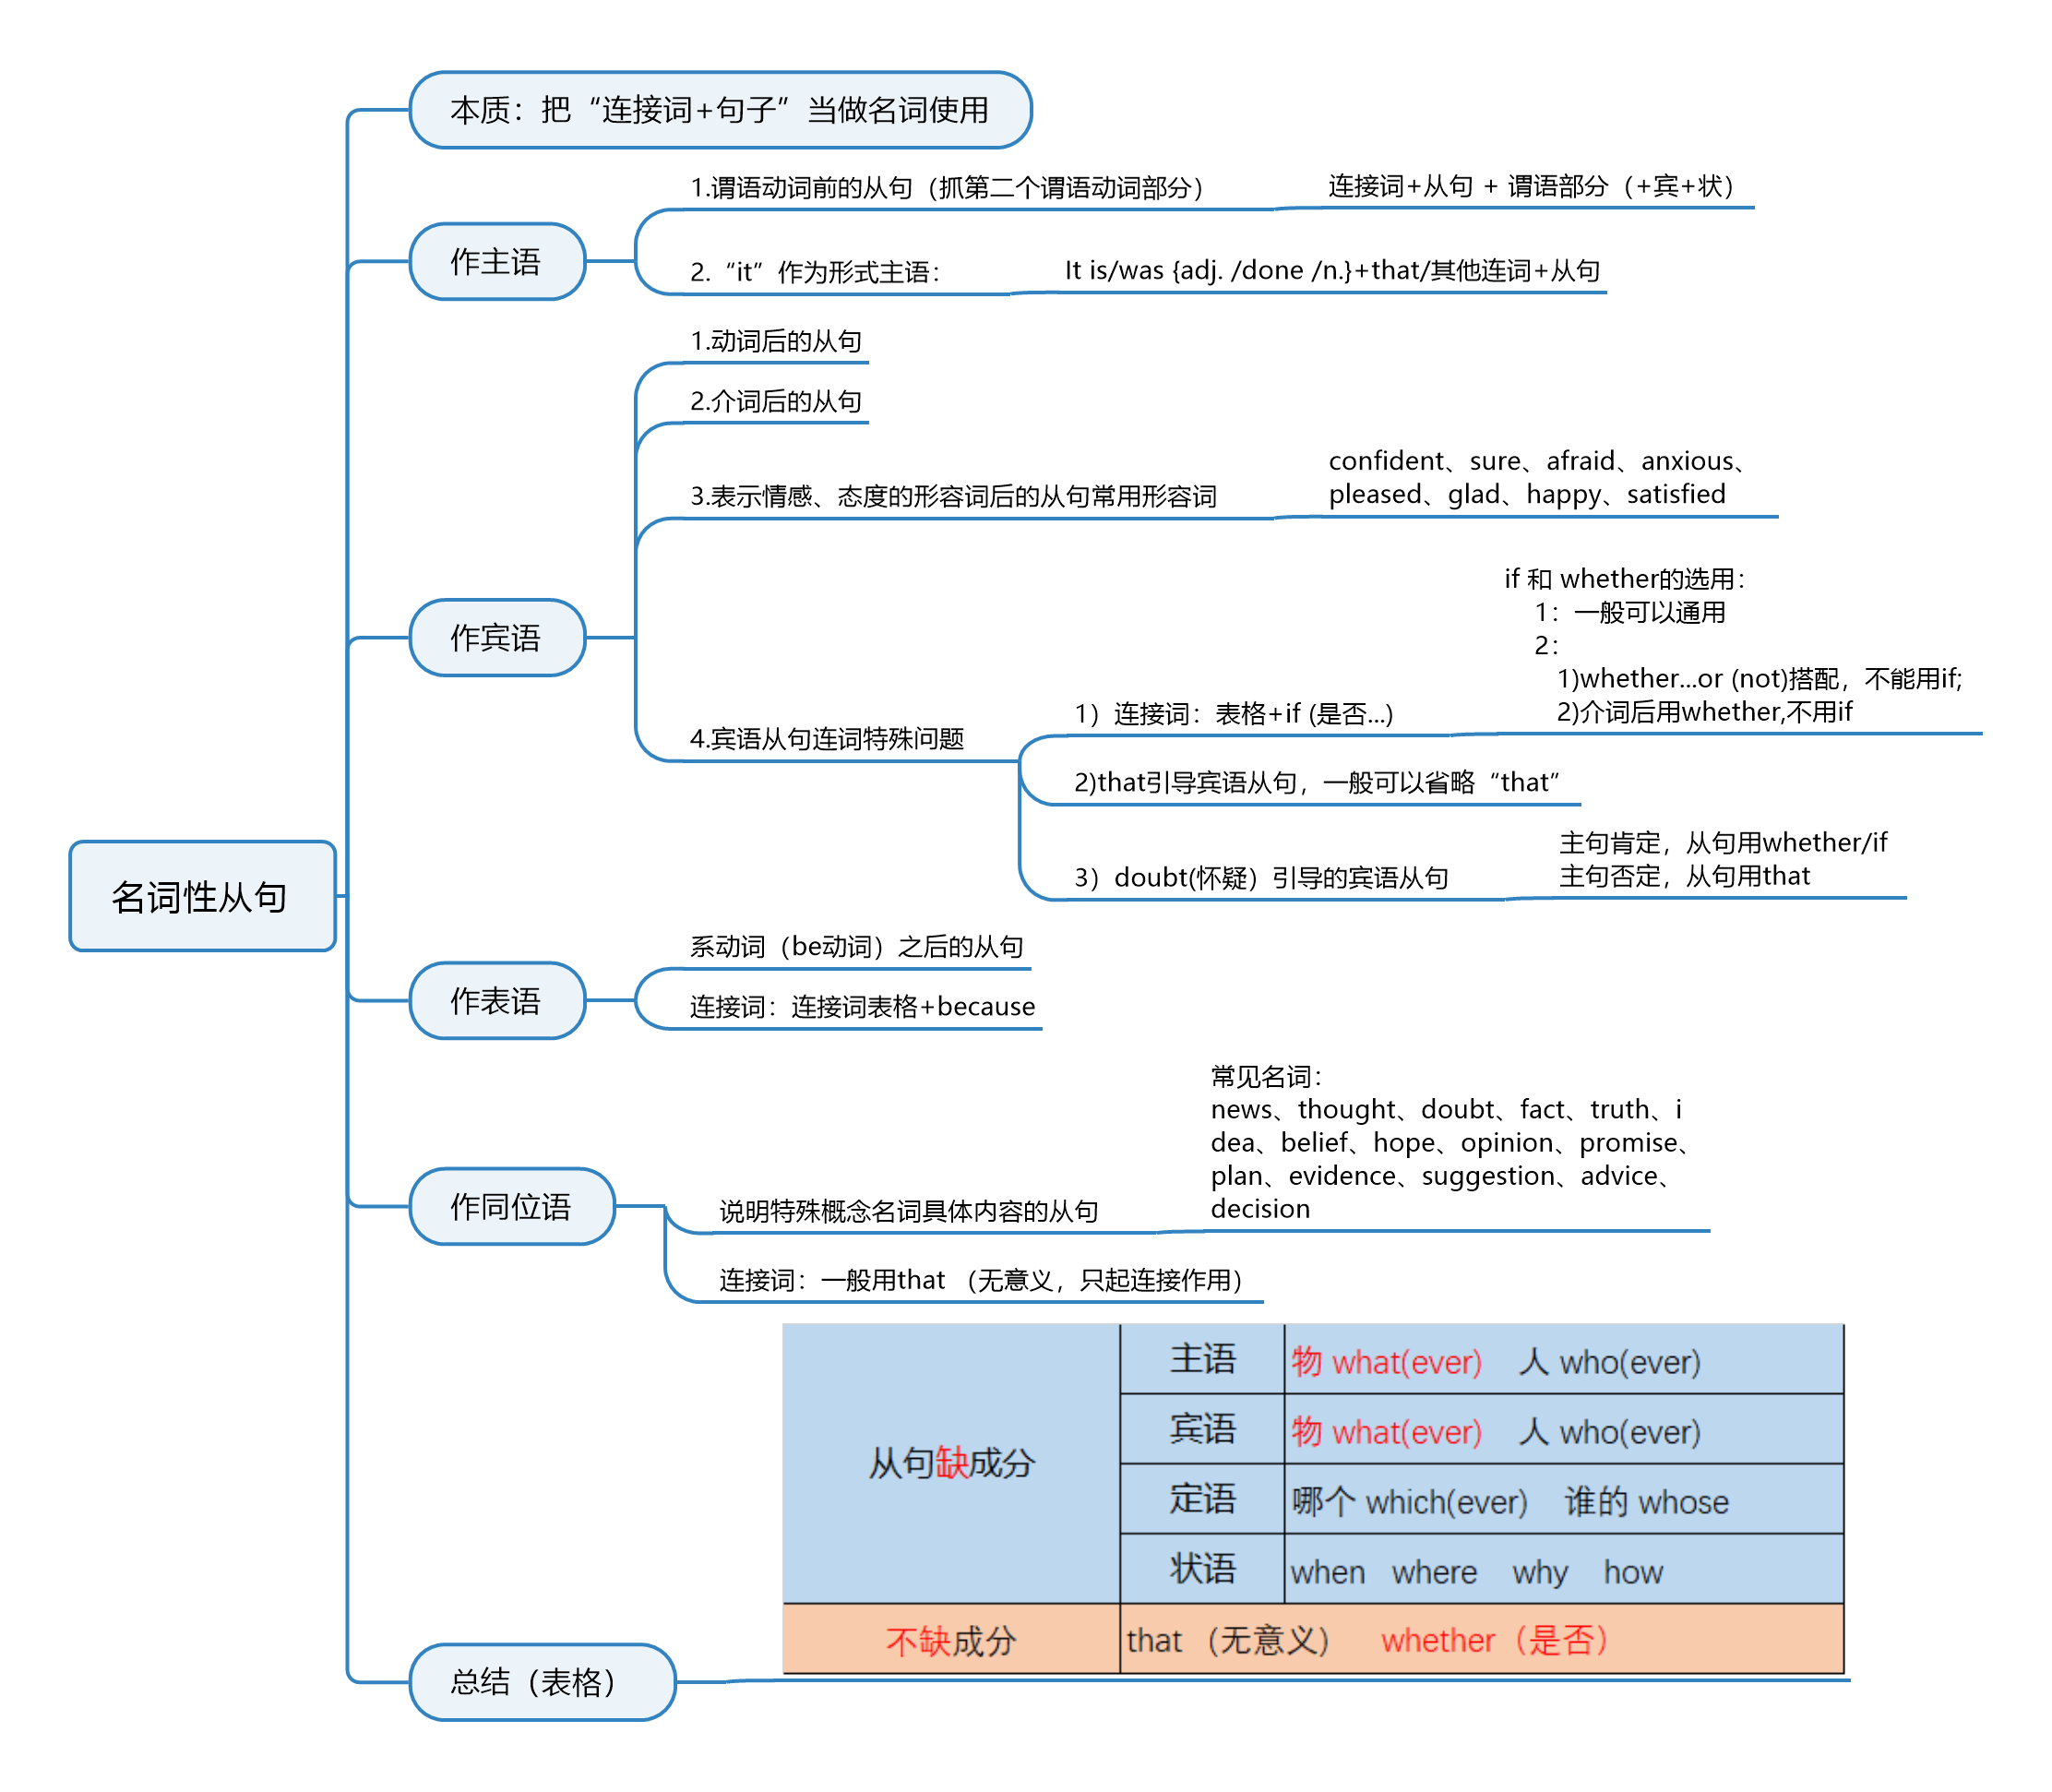 名词性从句
本质：把“连接词+句子”当做名词使用
作主语
1.谓语动词前的从句（抓第二个谓语动词部分）
连接词+从句 + 谓语部分（+宾+状）
2.“it”作为形式主语：
It is/was {adj. /done /n.}+that/其他连词+从句
作宾语
1.动词后的从句
2.介词后的从句
3.表示情感、态度的形容词后的从句常用形容词
confident、sure、afraid、anxious、
pleased、glad、happy、satisfied
4.宾语从句连词特殊问题
1）连接词：表格+if (是否...)
if 和 whether的选用：
1：一般可以通用
2：
1)whether...or (not)搭配，不能用if;
2)介词后用whether,不用if
2)that引导宾语从句，一般可以省略“that”
3）doubt(怀疑）引导的宾语从句
主句肯定，从句用whether/if
主句否定，从句用that
作表语
系动词（be动词）之后的从句
连接词：连接词表格+because
作同位语
说明特殊概念名词具体内容的从句
常见名词：
news、thought、doubt、fact、truth、i
dea、belief、hope、opinion、promise、
plan、evidence、suggestion、advice、
decision
连接词：一般用that （无意义，只起连接作用）
总结（表格）
从句缺成分
主语 物 what(ever) 人 who(ever)
宾语 物 what(ever) 人 who(ever)
定语 哪个 which(ever) 谁的 whose
状语 when where why how
不缺成分 that （无意义） whether（是否）